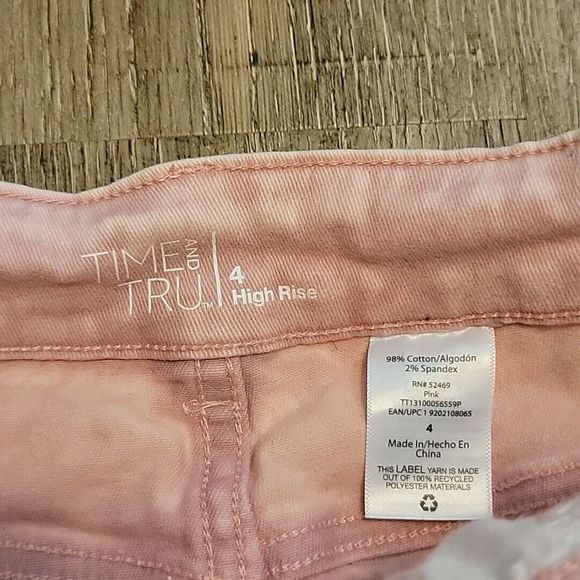 TIME AND
TRU™
4
High Rise
98% Cotton/Algodón
2% Spandex
RN# 52469
Pink
TT13100056559P
EAN/UPC 1 9202108065
4
Made In/Hecho En
China
THIS LABEL YARN IS MADE
OUT OF 100% RECYCLED
POLYESTER MATERIALS